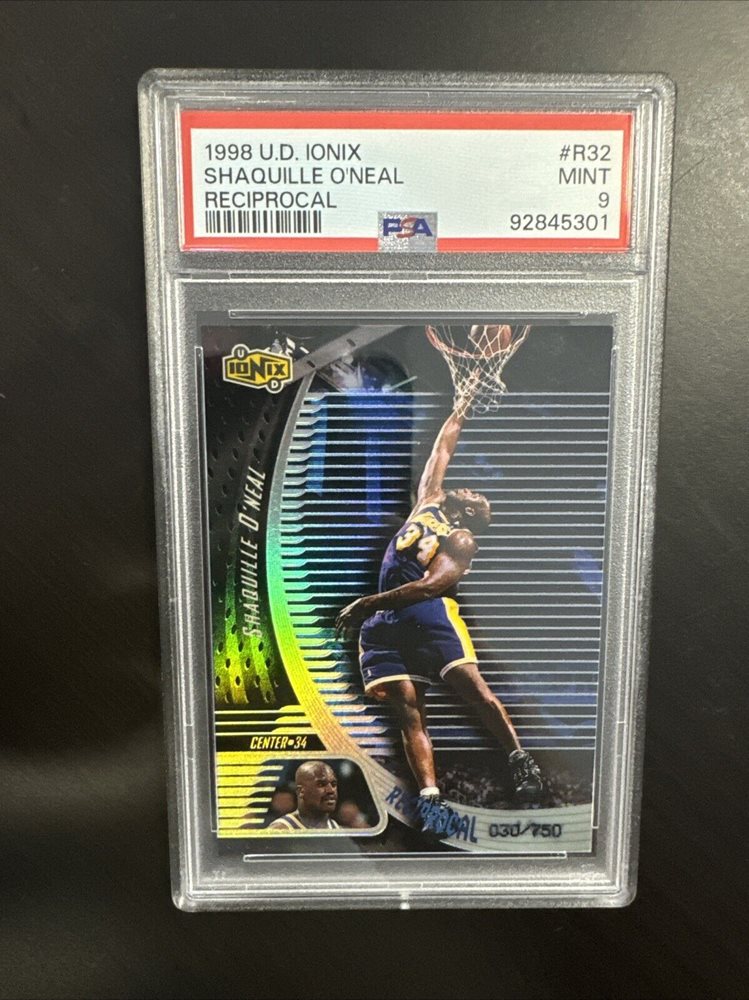 1998 U.D. IONIX #R32
SHAQUILLE O'NEAL MINT
RECIPROCAL 9
PSA 92845301
U
IONIX
D
SHAQUILLE O'NEAL
34
CENTER•34
RECIPROCAL 030/750